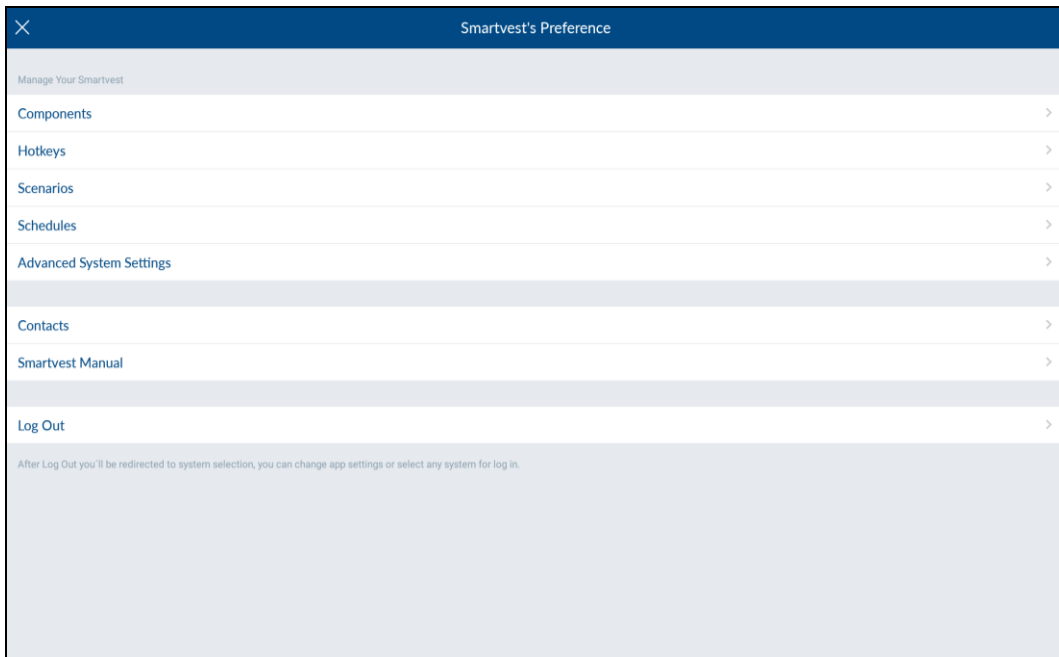 Smartvest's Preference
Manage Your Smartvest
Components
Hotkeys
Scenarios
Schedules
Advanced System Settings
Contacts
Smartvest Manual
Log Out
After Log Out you`ll be redirected to system selection, you can change app settings or select any system for log in.